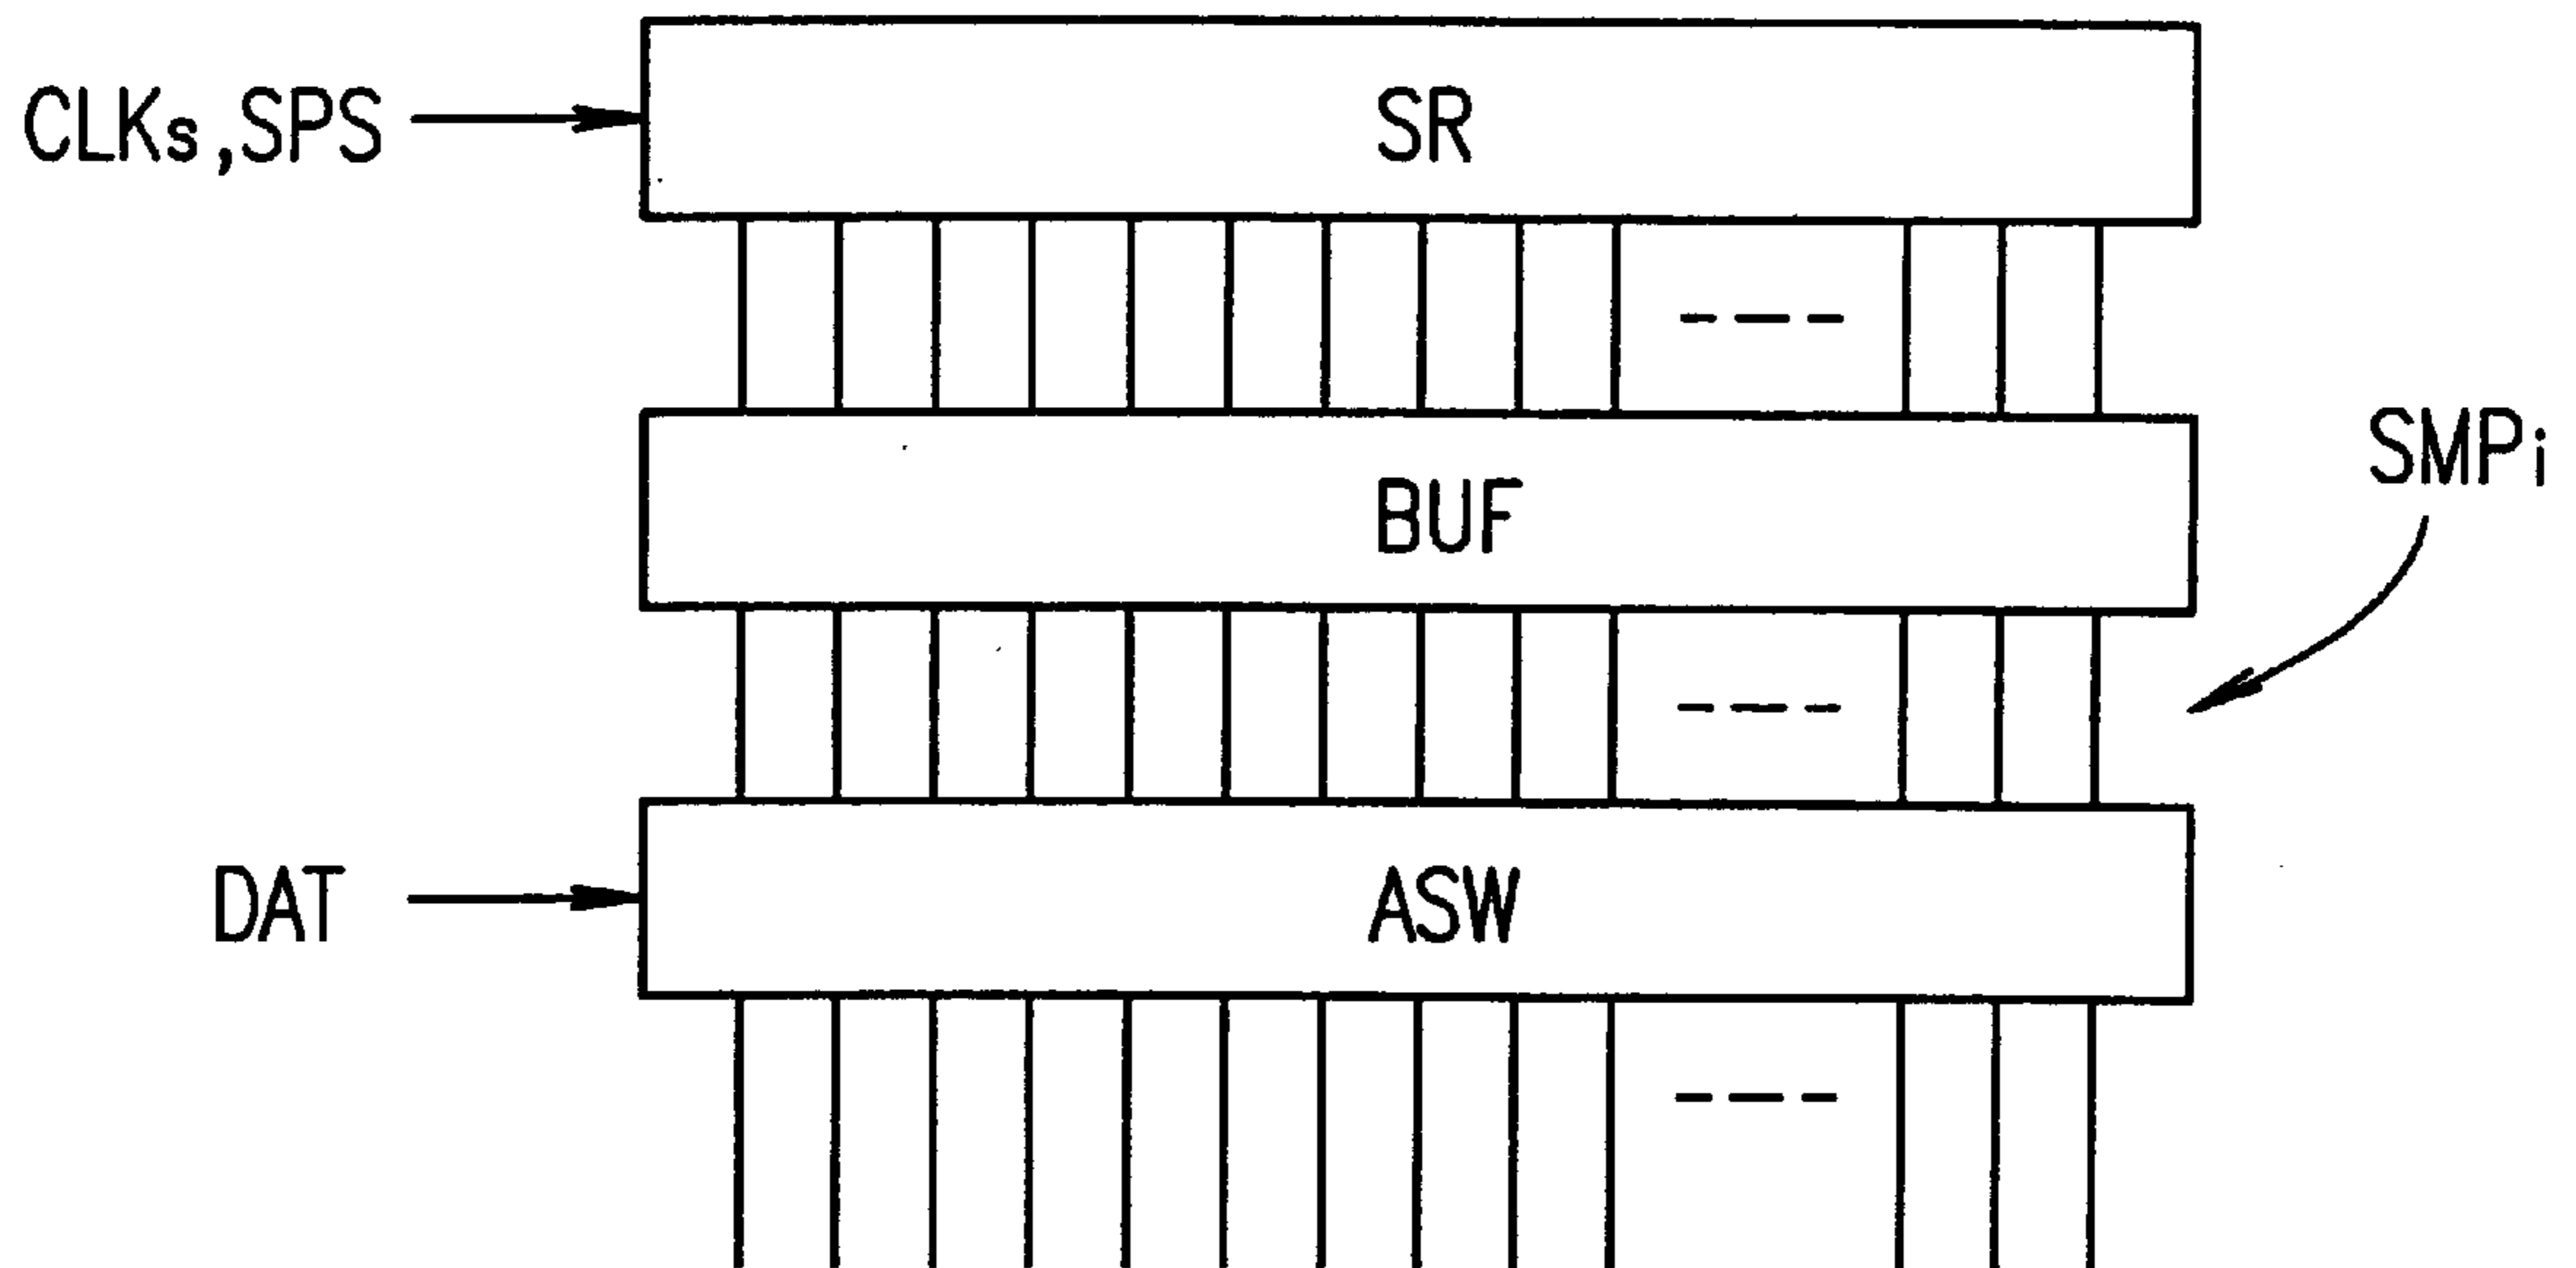 CLKs,SPS
SR
BUF
SMPi
DAT
ASW